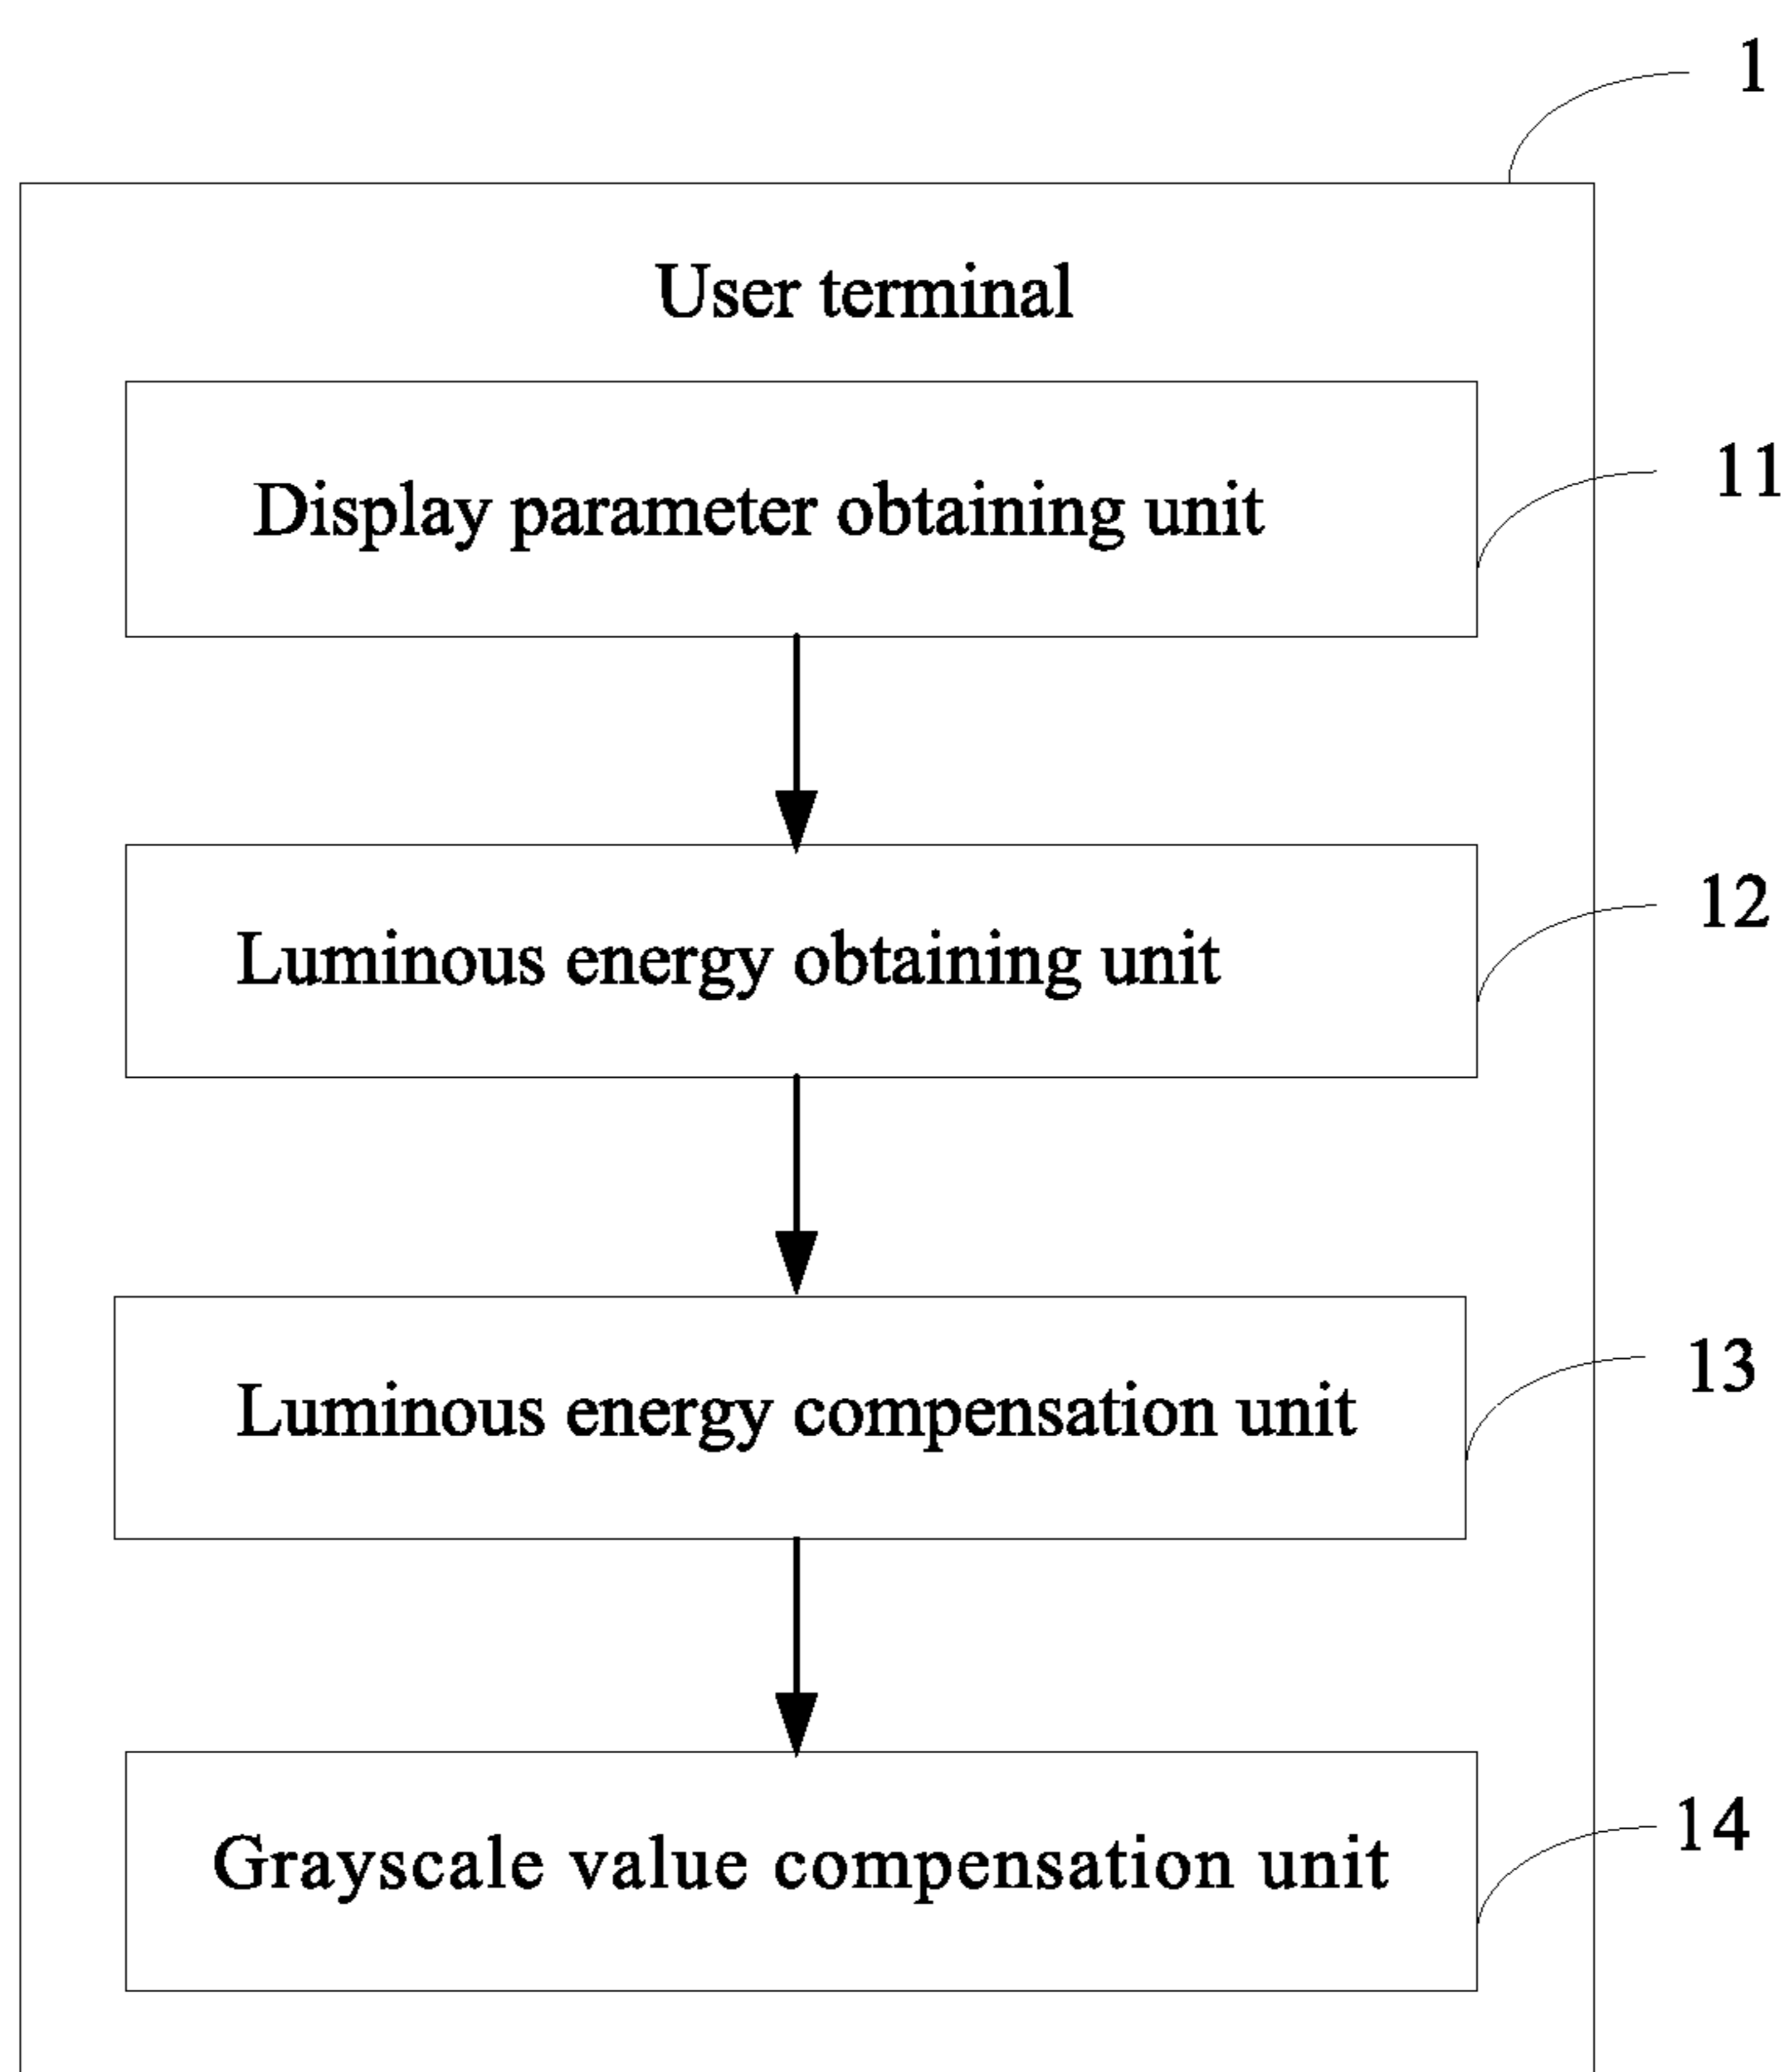 1
User terminal
Display parameter obtaining unit
11
Luminous energy obtaining unit
12
Luminous energy compensation unit
13
Grayscale value compensation unit
14